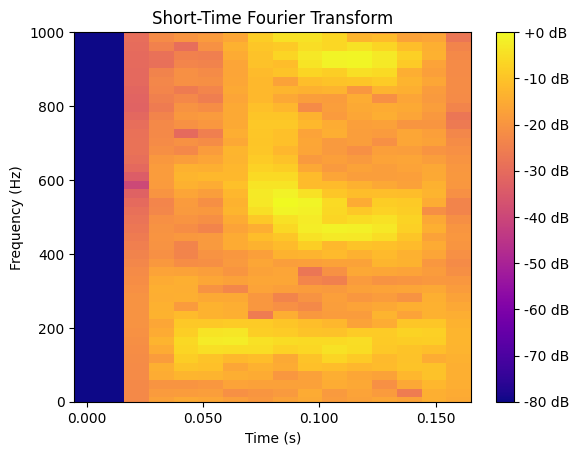 Short-Time Fourier Transform
1000
800
600
400
200
0
Frequency (Hz)
0.000
0.050
0.100
0.150
Time (s)
+0 dB
-10 dB
-20 dB
-30 dB
-40 dB
-50 dB
-60 dB
-70 dB
-80 dB